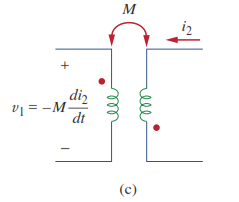 M
i₂
+
v₁ = −M di₂/dt
−
(c)